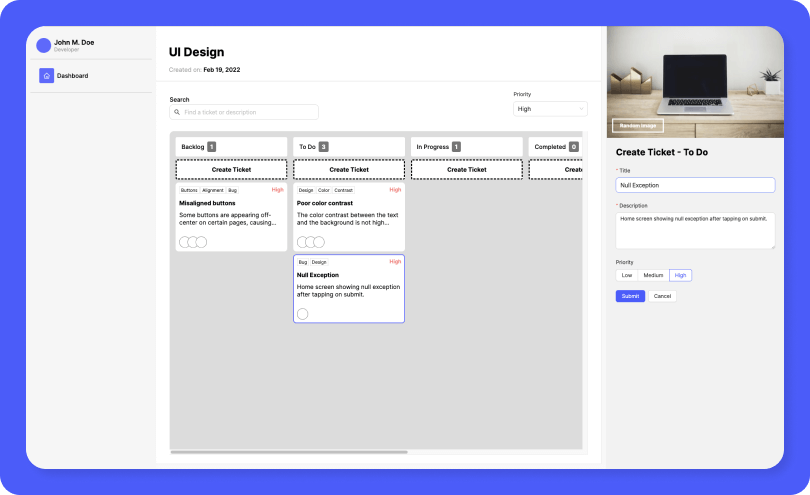 John M. Doe
Developer
Dashboard
UI Design
Created on: Feb 19, 2022
Search
Find a ticket or description
Priority
High
Backlog 1
To Do 3
In Progress 1
Completed 0
Create Ticket
Create Ticket
Create Ticket
Creat
Buttons Alignment Bug High
Misaligned buttons
Some buttons are appearing off-
center on certain pages, causing...
Design Color Contrast High
Poor color contrast
The color contrast between the text
and the background is not high...
Bug Design High
Null Exception
Home screen showing null exception
after tapping on submit.
Random Image
Create Ticket - To Do
* Title
Null Exception
* Description
Home screen showing null exception after tapping on submit.
Priority
Low Medium High
Submit Cancel